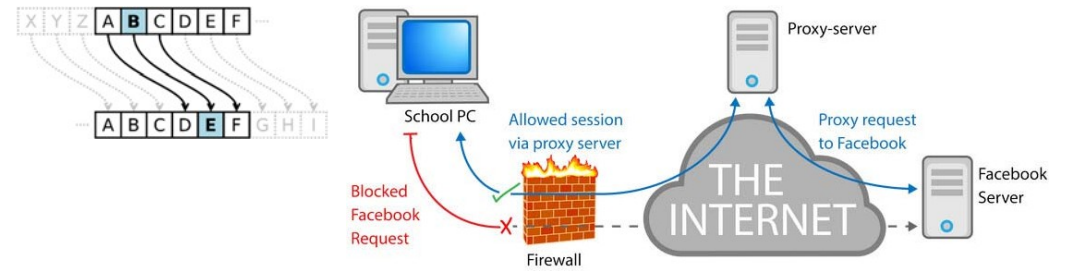 X Y Z A B C D E F
A B C D E F G H I
School PC
Proxy-server
Allowed session
via proxy server
Proxy request
to Facebook
Blocked
Facebook
Request
THE
INTERNET
Facebook
Server
Firewall